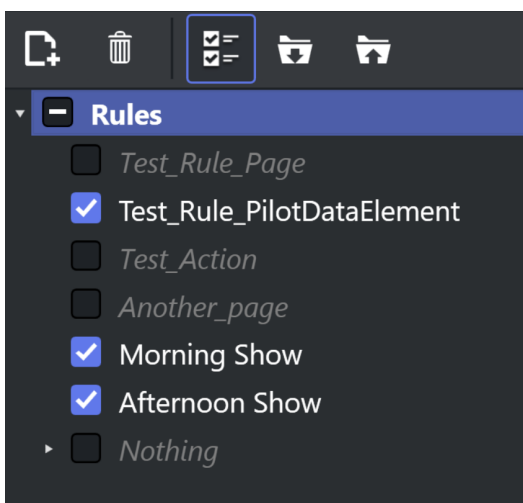 Rules
Test_Rule_Page
Test_Rule_PilotDataElement
Test_Action
Another_page
Morning Show
Afternoon Show
Nothing